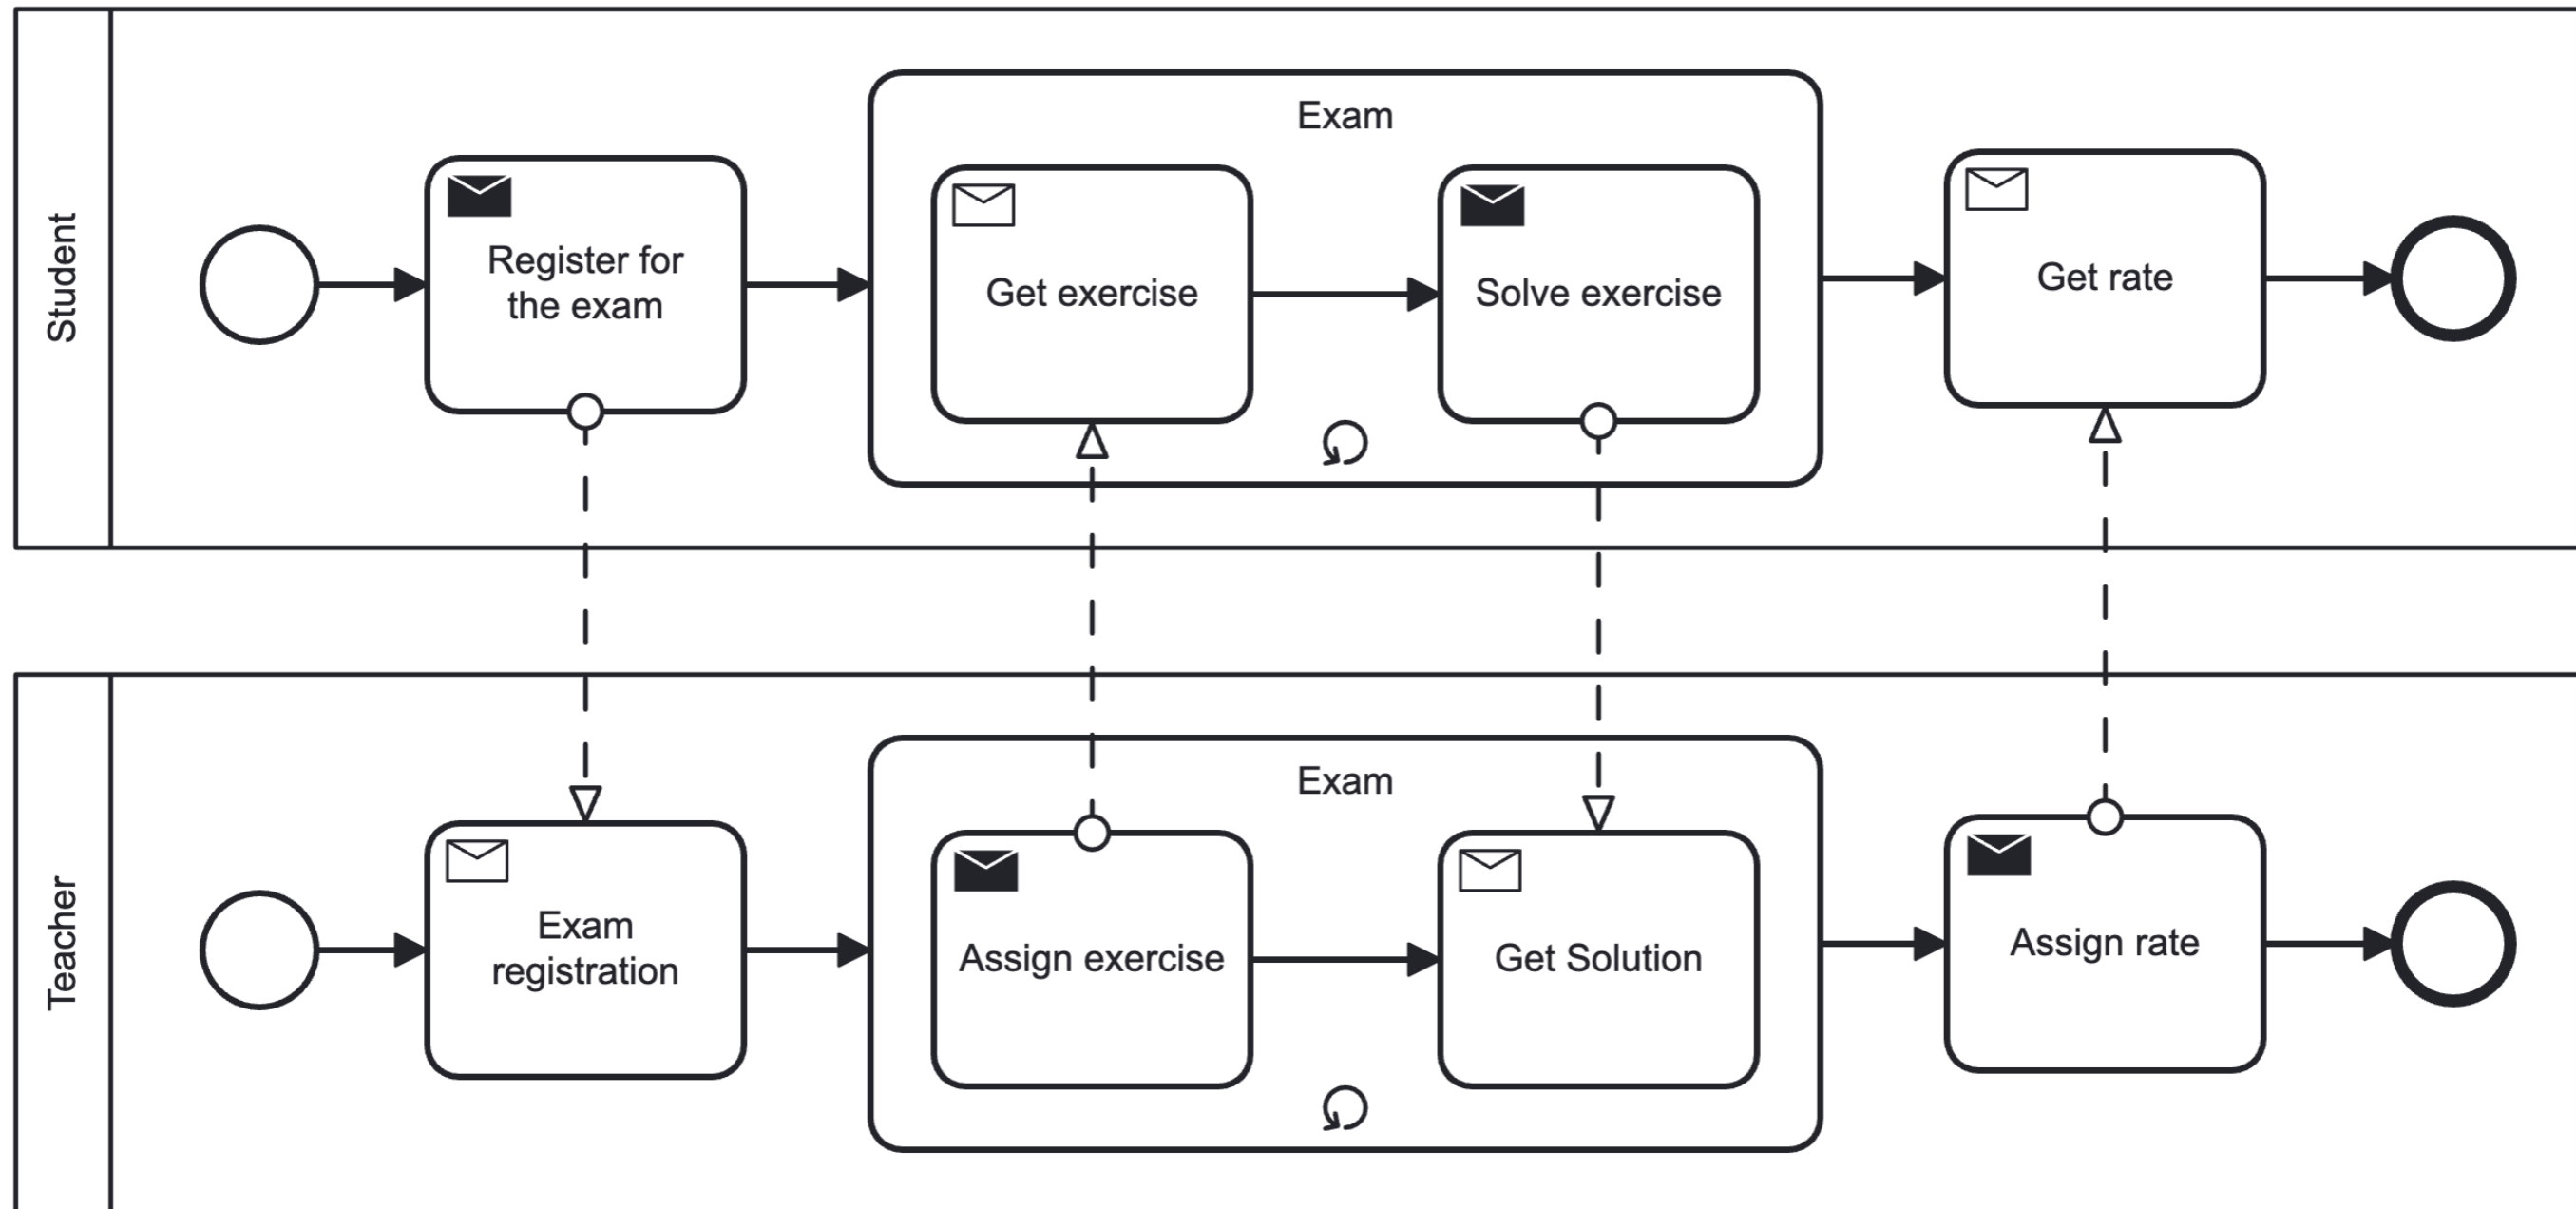 Student
Register for
the exam
Exam
Get exercise
Solve exercise
Get rate
Teacher
Exam
registration
Exam
Assign exercise
Get Solution
Assign rate